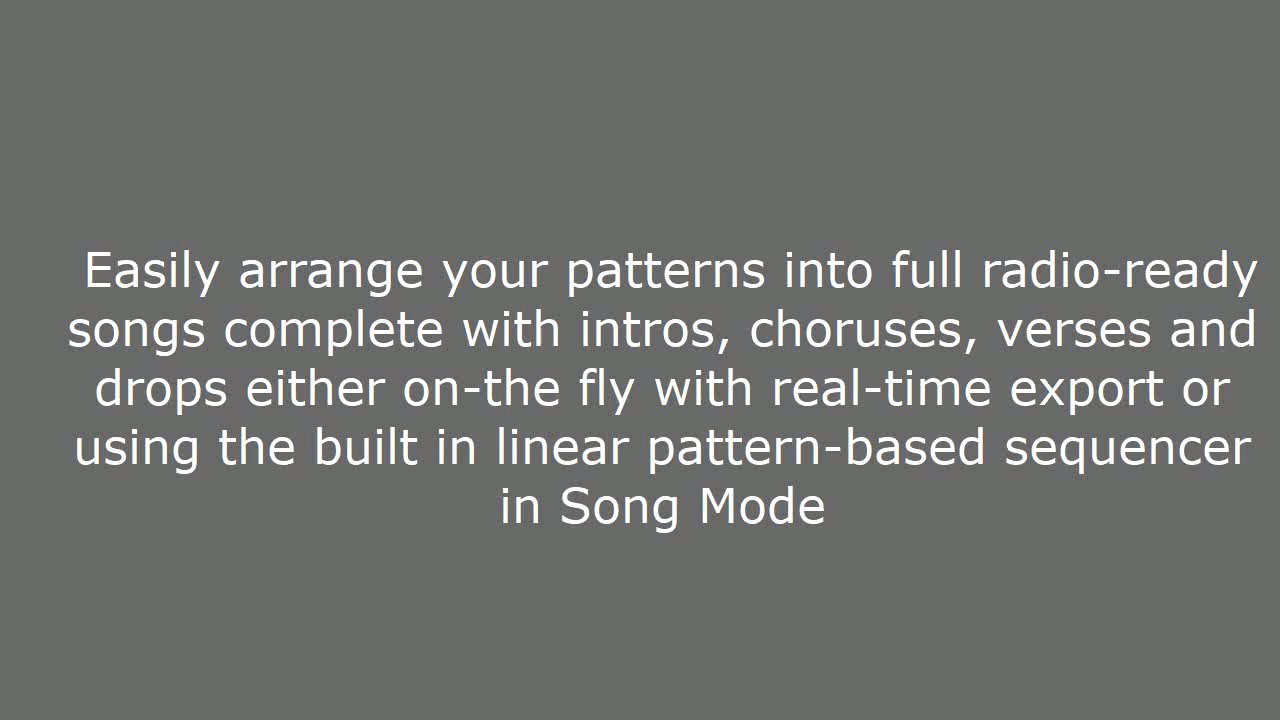 Easily arrange your patterns into full radio-ready
songs complete with intros, choruses, verses and
drops either on-the fly with real-time export or
using the built in linear pattern-based sequencer
in Song Mode